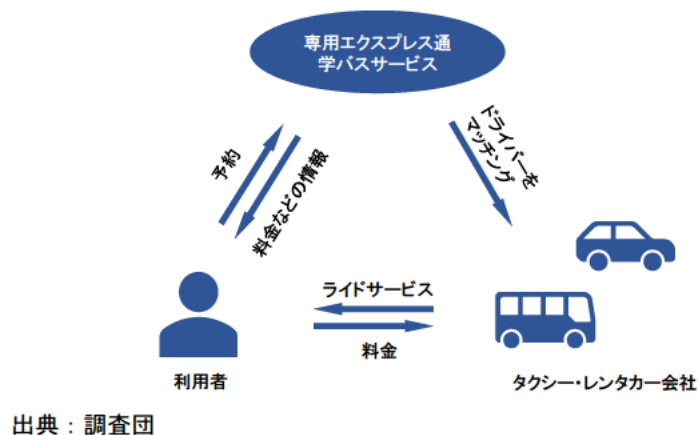 専用エクスプレス通
学バスサービス
予約
料金などの情報
ドライバーを
マッチング
ライドサービス
料金
利用者
タクシー・レンタカー会社
出典：調査団